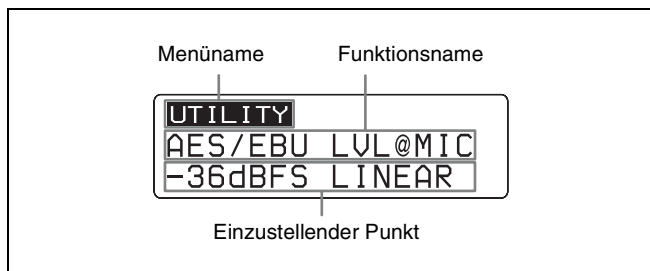 Menüname Funktionsname
UTILITY
AES/EBU LVL@MIC
-36dBFS LINEAR
Einzustellender Punkt